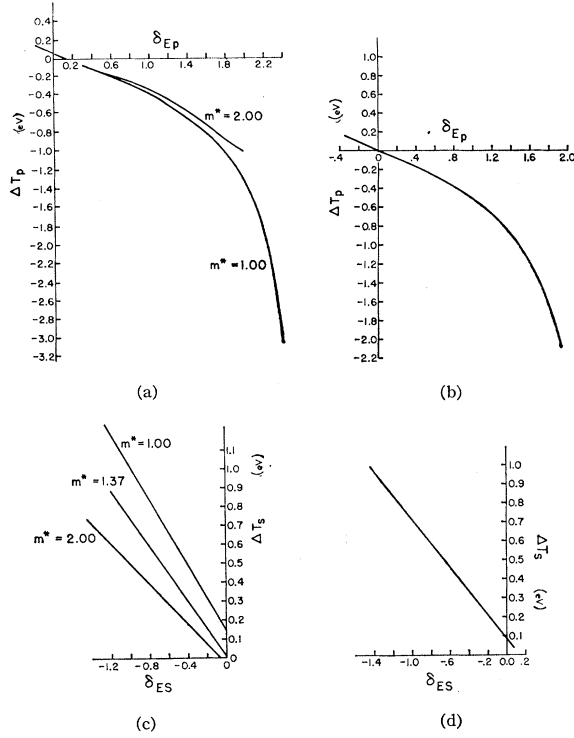 0.4
0.2
0
-0.2
-0.4
-0.6
-0.8
-1.0
-1.2
-1.4
-1.6
-1.8
-2.0
-2.2
-2.4
-2.6
-2.8
-3.0
-3.2
ΔTp (eV)
δEp
0.2 0.6 1.0 1.4 1.8 2.2
m* = 2.00
m* = 1.00
(a)
1.0
0.8
0.6
0.4
0.2
0
-0.2
-0.4
-0.6
-0.8
-1.0
-1.2
-1.4
-1.6
-1.8
-2.0
-2.2
ΔTp (eV)
δEp
-.4 0 .4 .8 1.2 1.6 2.0
(b)
m* = 1.00
m* = 1.37
m* = 2.00
1.1
1.0
0.9
0.8
0.7
0.6
0.5
0.4
0.3
0.2
0.1
0
ΔTs (eV)
-1.2 -0.8 -0.4 0
δES
(c)
1.0
0.9
0.8
0.7
0.6
0.5
0.4
0.3
0.2
0.1
ΔTs (eV)
-1.4 -1.0 -.6 -.2 0.0 .2
δES
(d)